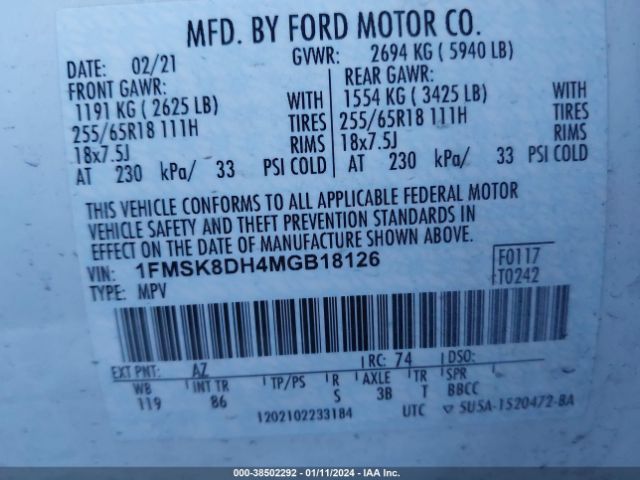 MFD. BY FORD MOTOR CO.
DATE: 02/21 GVWR: 2694 KG ( 5940 LB)
FRONT GAWR: REAR GAWR:
1191 KG ( 2625 LB) WITH 1554 KG ( 3425 LB) WITH
255/65R18 111H TIRES 255/65R18 111H TIRES
18x7.5J RIMS 18x7.5J RIMS
AT 230 kPa/ 33 PSI COLD AT 230 kPa/ 33 PSI COLD
THIS VEHICLE CONFORMS TO ALL APPLICABLE FEDERAL MOTOR
VEHICLE SAFETY AND THEFT PREVENTION STANDARDS IN
EFFECT ON THE DATE OF MANUFACTURE SHOWN ABOVE.
VIN: 1FMSK8DH4MGB18126 F0117
TYPE: MPV T0242
EXT PNT: AZ RC: 74 DSO:
WB INT TR TP/PS R AXLE TR SPR
119 86 S 3B T BBCC
1202102233184 UTC SU5A-1520472-BA
000-38502292 - 01/11/2024 - IAA Inc.